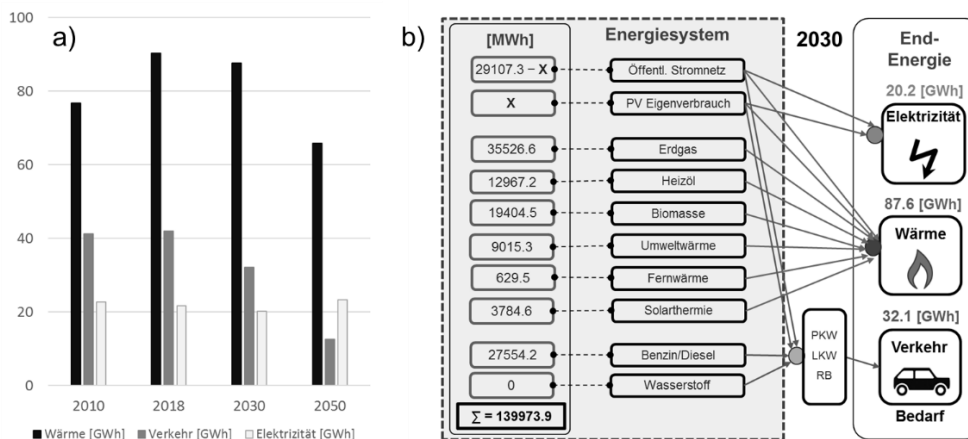 a)
100
80
60
40
20
0
2010 2018 2030 2050
Wärme [GWh] Verkehr [GWh] Elektrizität [GWh]
b)
[MWh] Energiesystem 2030 End-
Energie
29107.3 – X Öffentl. Stromnetz
X PV Eigenverbrauch
35526.6 Erdgas
12967.2 Heizöl
19404.5 Biomasse
9015.3 Umweltwärme
629.5 Fernwärme
3784.6 Solarthermie
27554.2 Benzin/Diesel
0 Wasserstoff
∑ = 139973.9
PKW
LKW
RB
20.2 [GWh]
Elektrizität
87.6 [GWh]
Wärme
32.1 [GWh]
Verkehr
Bedarf